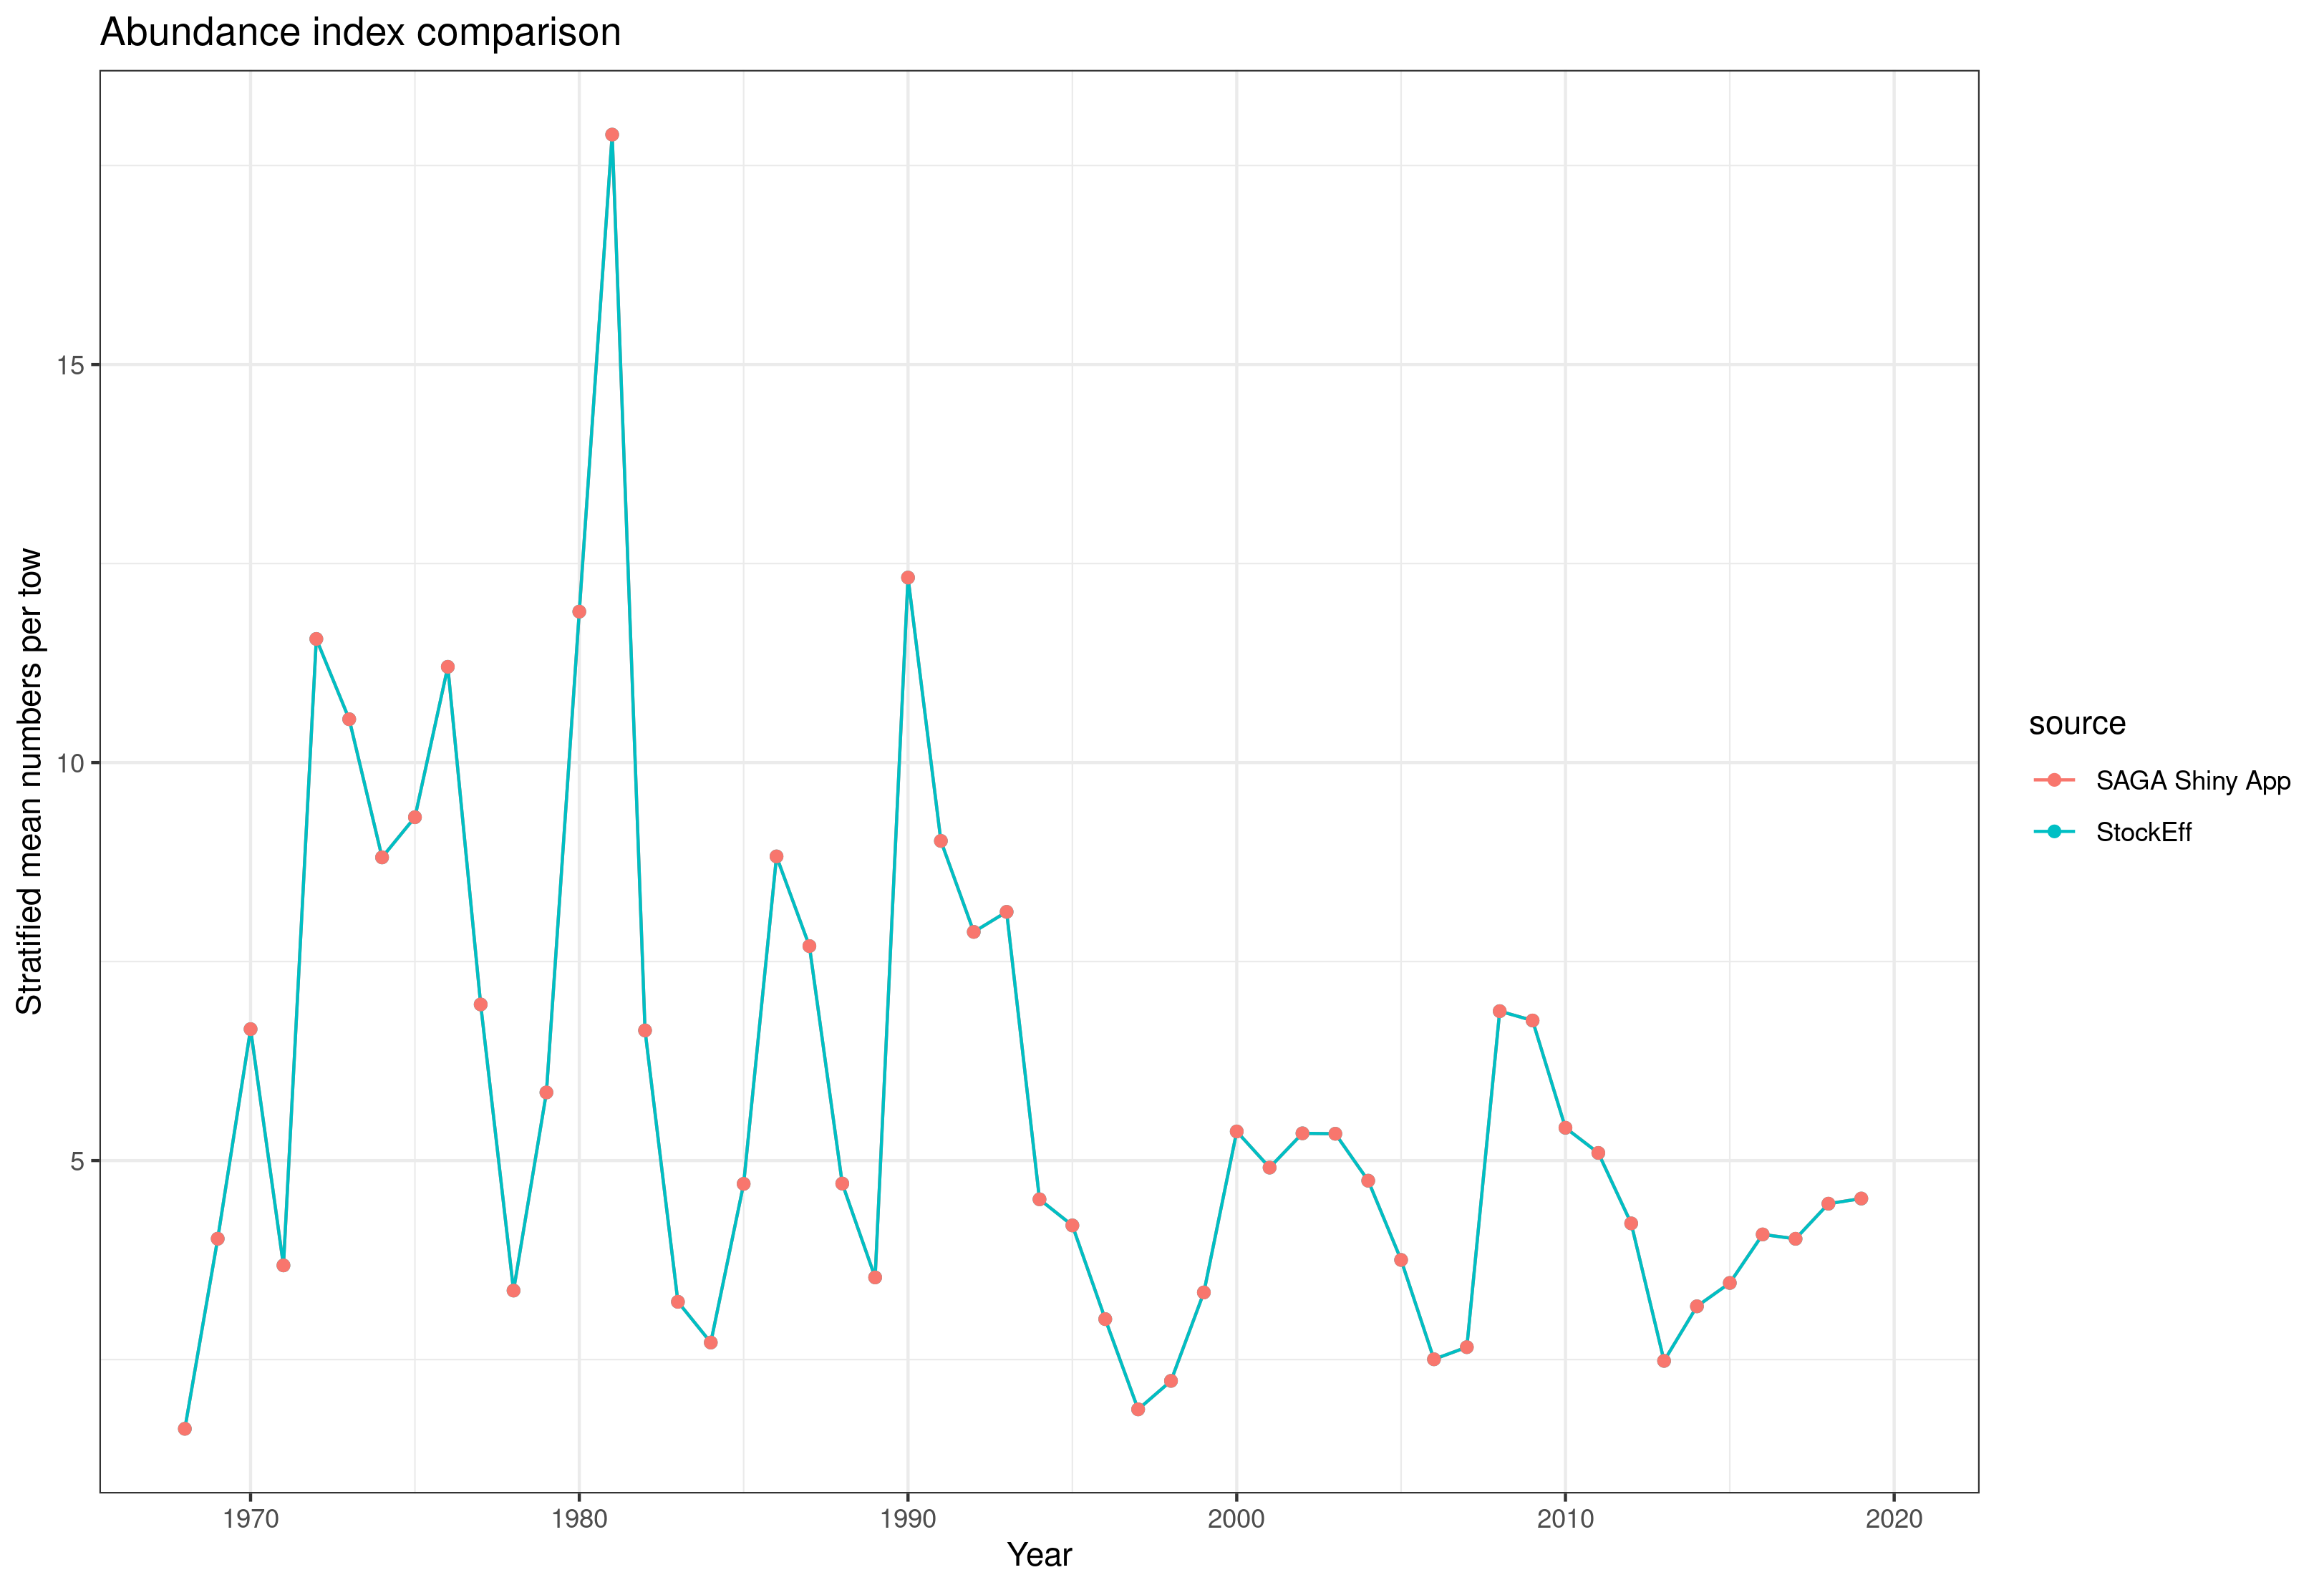 Abundance index comparison
Stratified mean numbers per tow
15
10
5
1970
1980
1990
2000
2010
2020
Year
source
SAGA Shiny App
StockEff